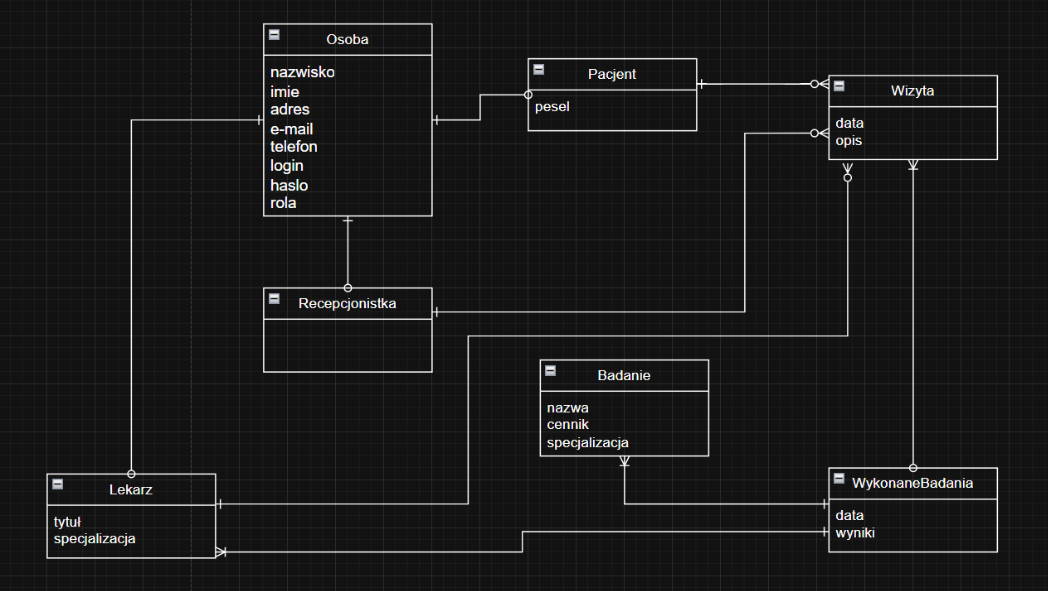 Osoba
nazwisko
imie
adres
e-mail
telefon
login
haslo
rola
Pacjent
pesel
Wizyta
data
opis
Recepcjonistka
Badanie
nazwa
cennik
specjalizacja
Lekarz
tytuł
specjalizacja
WykonaneBadania
data
wyniki